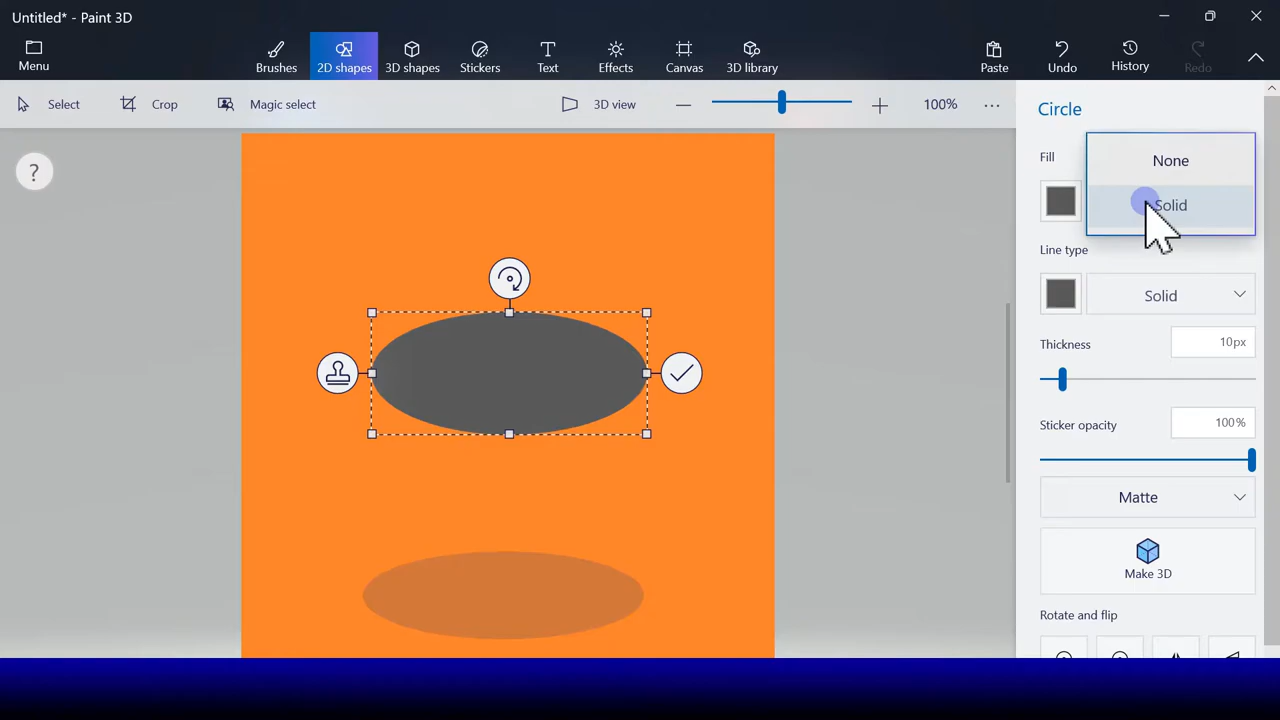 Untitled* - Paint 3D
Menu
Brushes
2D shapes
3D shapes
Stickers
Text
Effects
Canvas
3D library
Paste
Undo
History
Redo
Select
Crop
Magic select
3D view
100%
?
Circle
Fill
None
Solid
Line type
Solid
Thickness
10px
Sticker opacity
100%
Matte
Make 3D
Rotate and flip